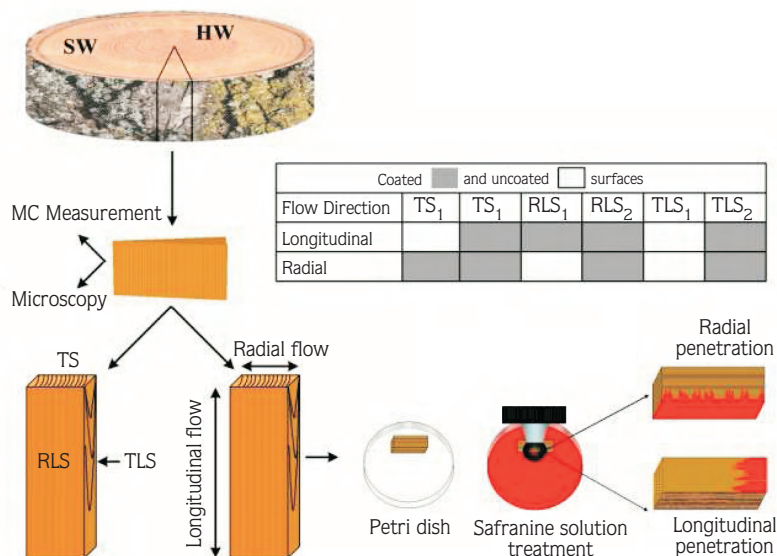 SW
HW
MC Measurement
Microscopy
Coated and uncoated surfaces
Flow Direction TS1 TS1 RLS1 RLS2 TLS1 TLS2
Longitudinal
Radial
TS
RLS
TLS
Radial flow
Longitudinal flow
Petri dish
Safranine solution
treatment
Radial
penetration
Longitudinal
penetration